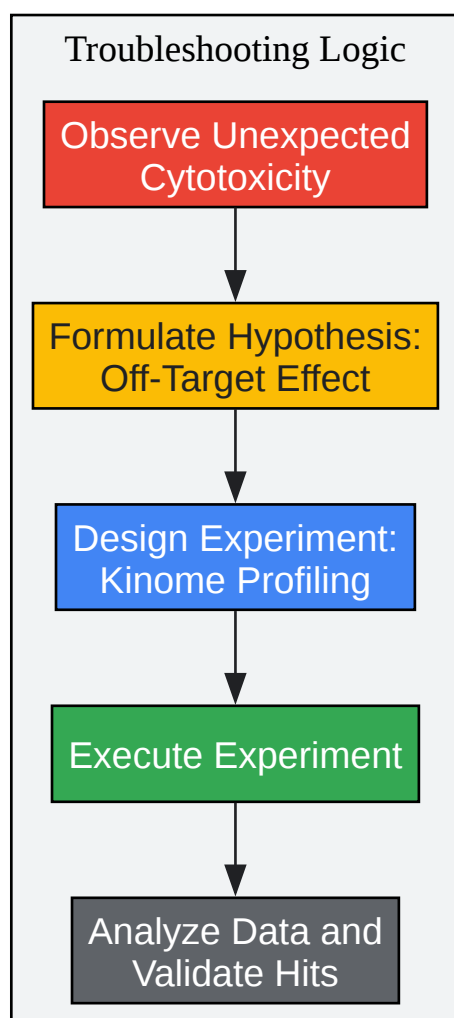 Troubleshooting Logic
Observe Unexpected
Cytotoxicity
Formulate Hypothesis:
Off-Target Effect
Design Experiment:
Kinome Profiling
Execute Experiment
Analyze Data and
Validate Hits